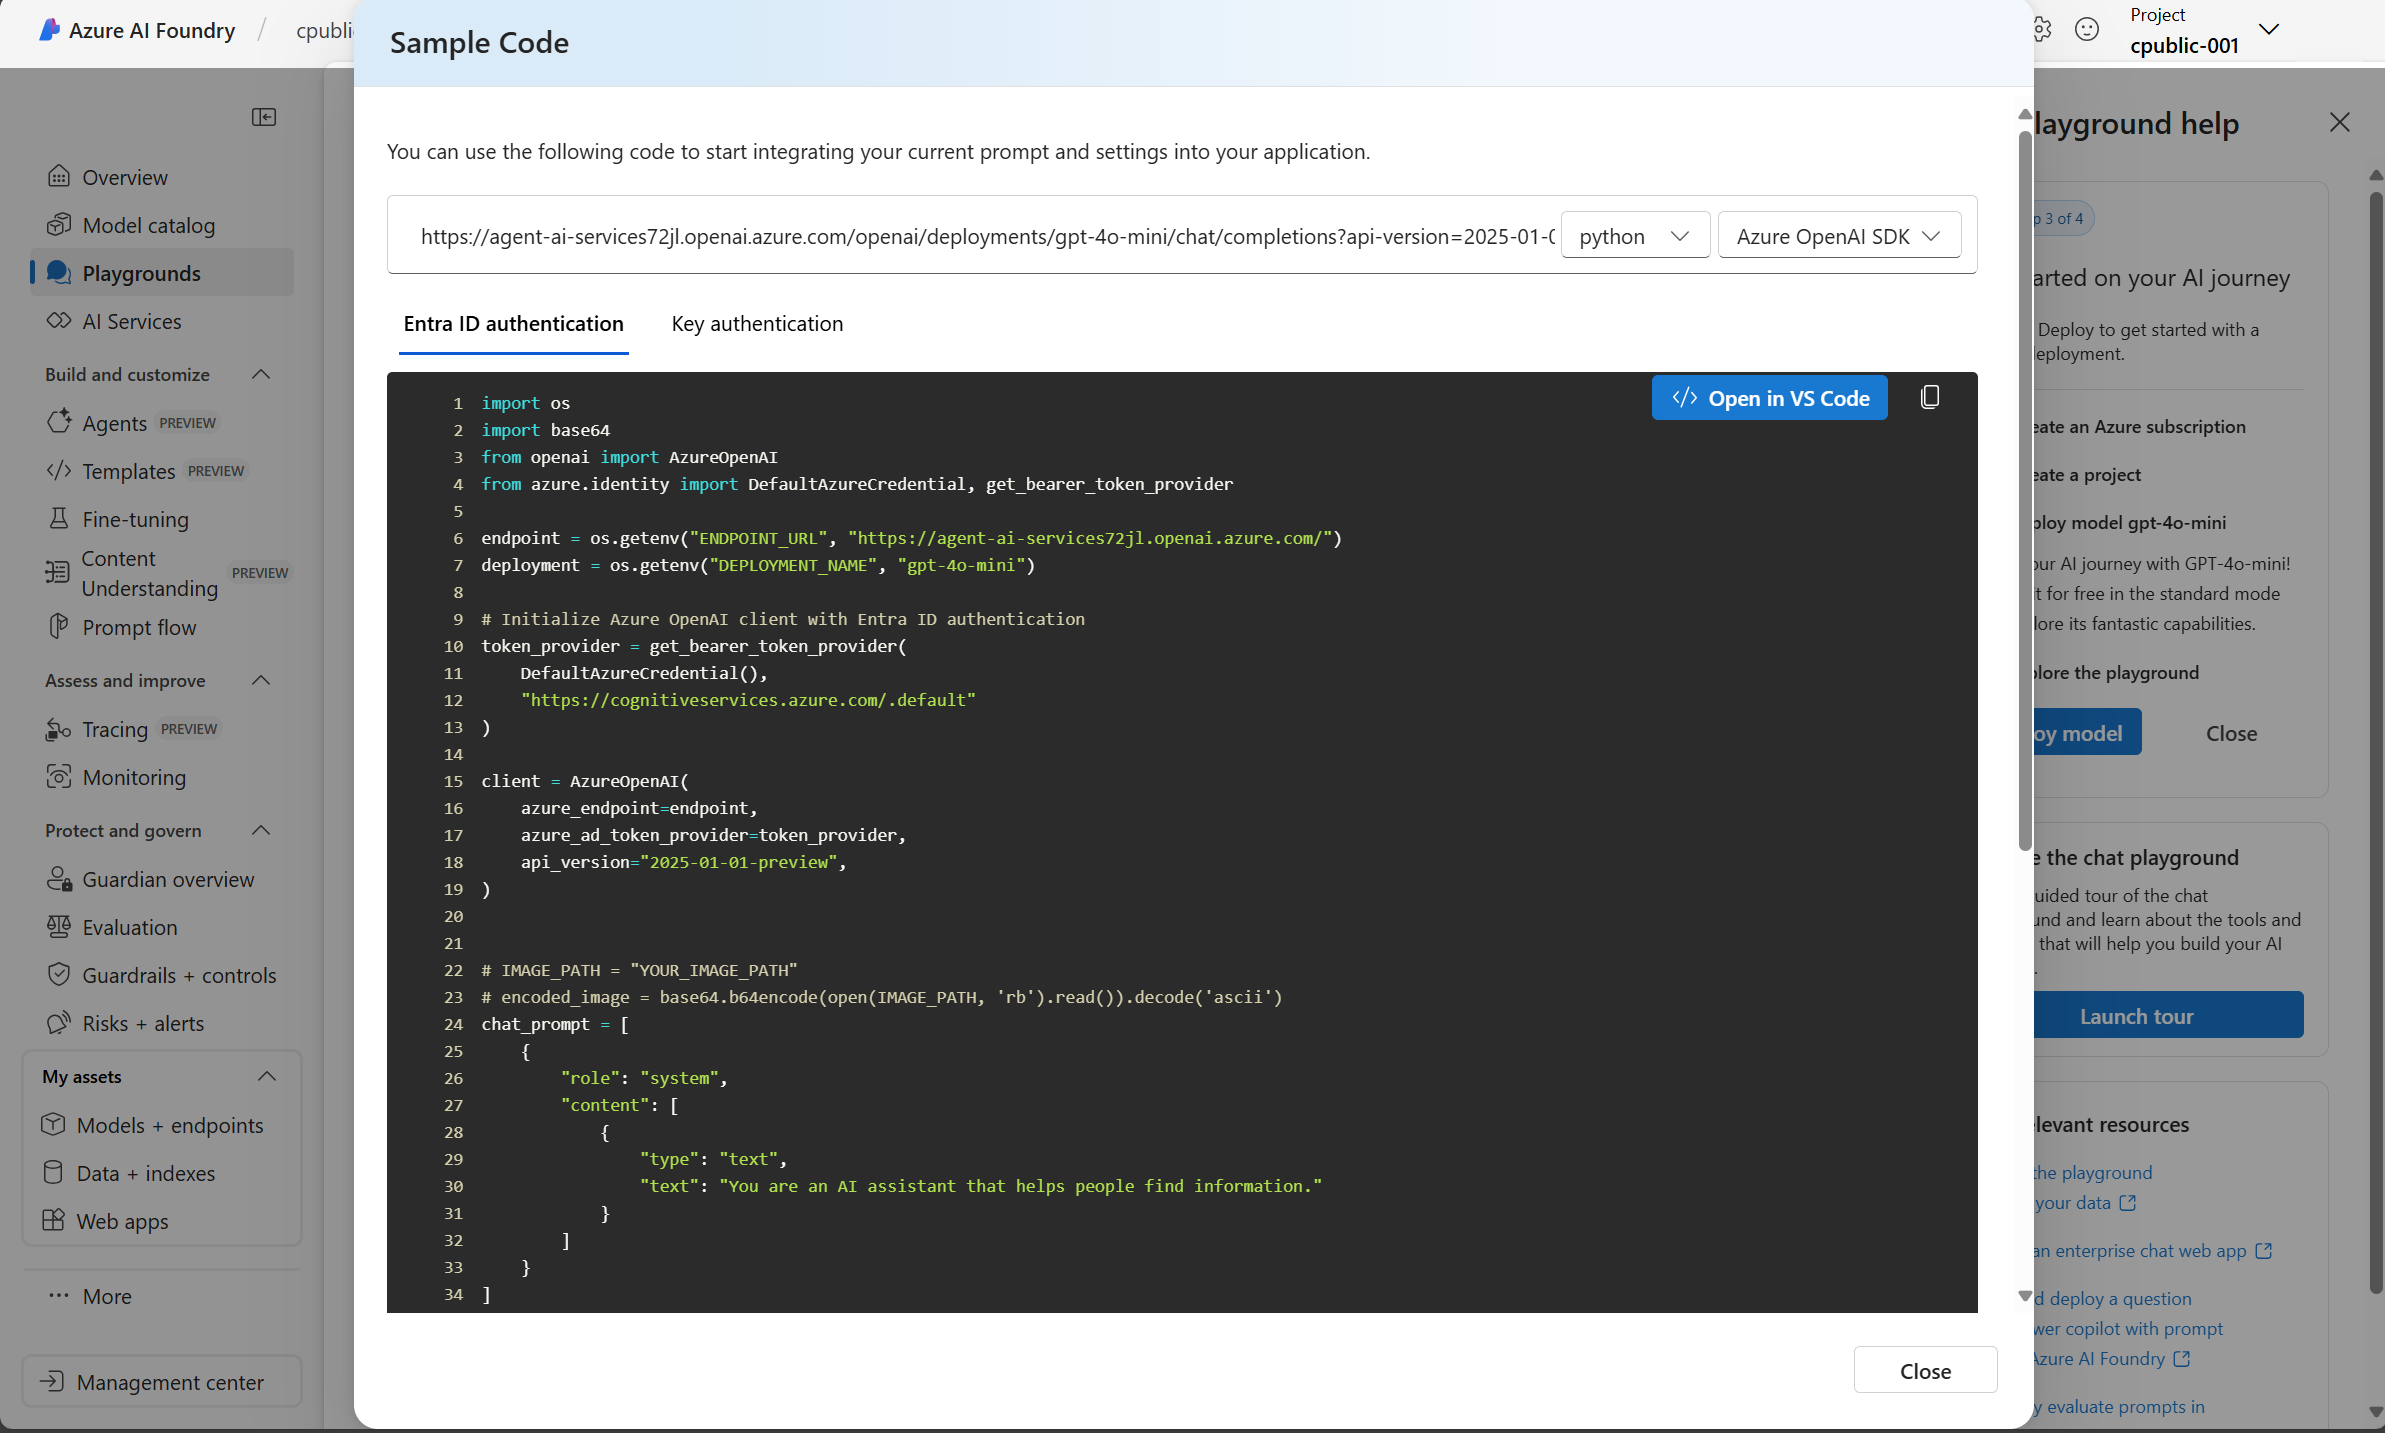 Azure AI Foundry / cpubli
Sample Code
Project
cpublic-001
You can use the following code to start integrating your current prompt and settings into your application.
https://agent-ai-services72jl.openai.azure.com/openai/deployments/gpt-4o-mini/chat/completions?api-version=2025-01-0
python
Azure OpenAI SDK
Entra ID authentication
Key authentication
Open in VS Code
1 import os
2 import base64
3 from openai import AzureOpenAI
4 from azure.identity import DefaultAzureCredential, get_bearer_token_provider
5
6 endpoint = os.getenv("ENDPOINT_URL", "https://agent-ai-services72jl.openai.azure.com/")
7 deployment = os.getenv("DEPLOYMENT_NAME", "gpt-4o-mini")
8
9 # Initialize Azure OpenAI client with Entra ID authentication
10 token_provider = get_bearer_token_provider(
11     DefaultAzureCredential(),
12     "https://cognitiveservices.azure.com/.default"
13 )
14
15 client = AzureOpenAI(
16     azure_endpoint=endpoint,
17     azure_ad_token_provider=token_provider,
18     api_version="2025-01-01-preview",
19 )
20
21
22 # IMAGE_PATH = "YOUR_IMAGE_PATH"
23 # encoded_image = base64.b64encode(open(IMAGE_PATH, 'rb').read()).decode('ascii')
24 chat_prompt = [
25     {
26         "role": "system",
27         "content": [
28             {
29                 "type": "text",
30                 "text": "You are an AI assistant that helps people find information."
31             }
32         ]
33     }
34 ]
Close
Overview
Model catalog
Playgrounds
AI Services
Build and customize
Agents PREVIEW
Templates PREVIEW
Fine-tuning
Content
Understanding
PREVIEW
Prompt flow
Assess and improve
Tracing PREVIEW
Monitoring
Protect and govern
Guardian overview
Evaluation
Guardrails + controls
Risks + alerts
My assets
Models + endpoints
Data + indexes
Web apps
More
Management center
layground help
p 3 of 4
arted on your AI journey
Deploy to get started with a
eployment.
eate an Azure subscription
eate a project
ploy model gpt-4o-mini
our AI journey with GPT-4o-mini!
it for free in the standard mode
lore its fantastic capabilities.
plore the playground
oy model
Close
e the chat playground
uided tour of the chat
und and learn about the tools and
that will help you build your AI
.
Launch tour
levant resources
the playground
your data
an enterprise chat web app
d deploy a question
wer copilot with prompt
Azure AI Foundry
y evaluate prompts in